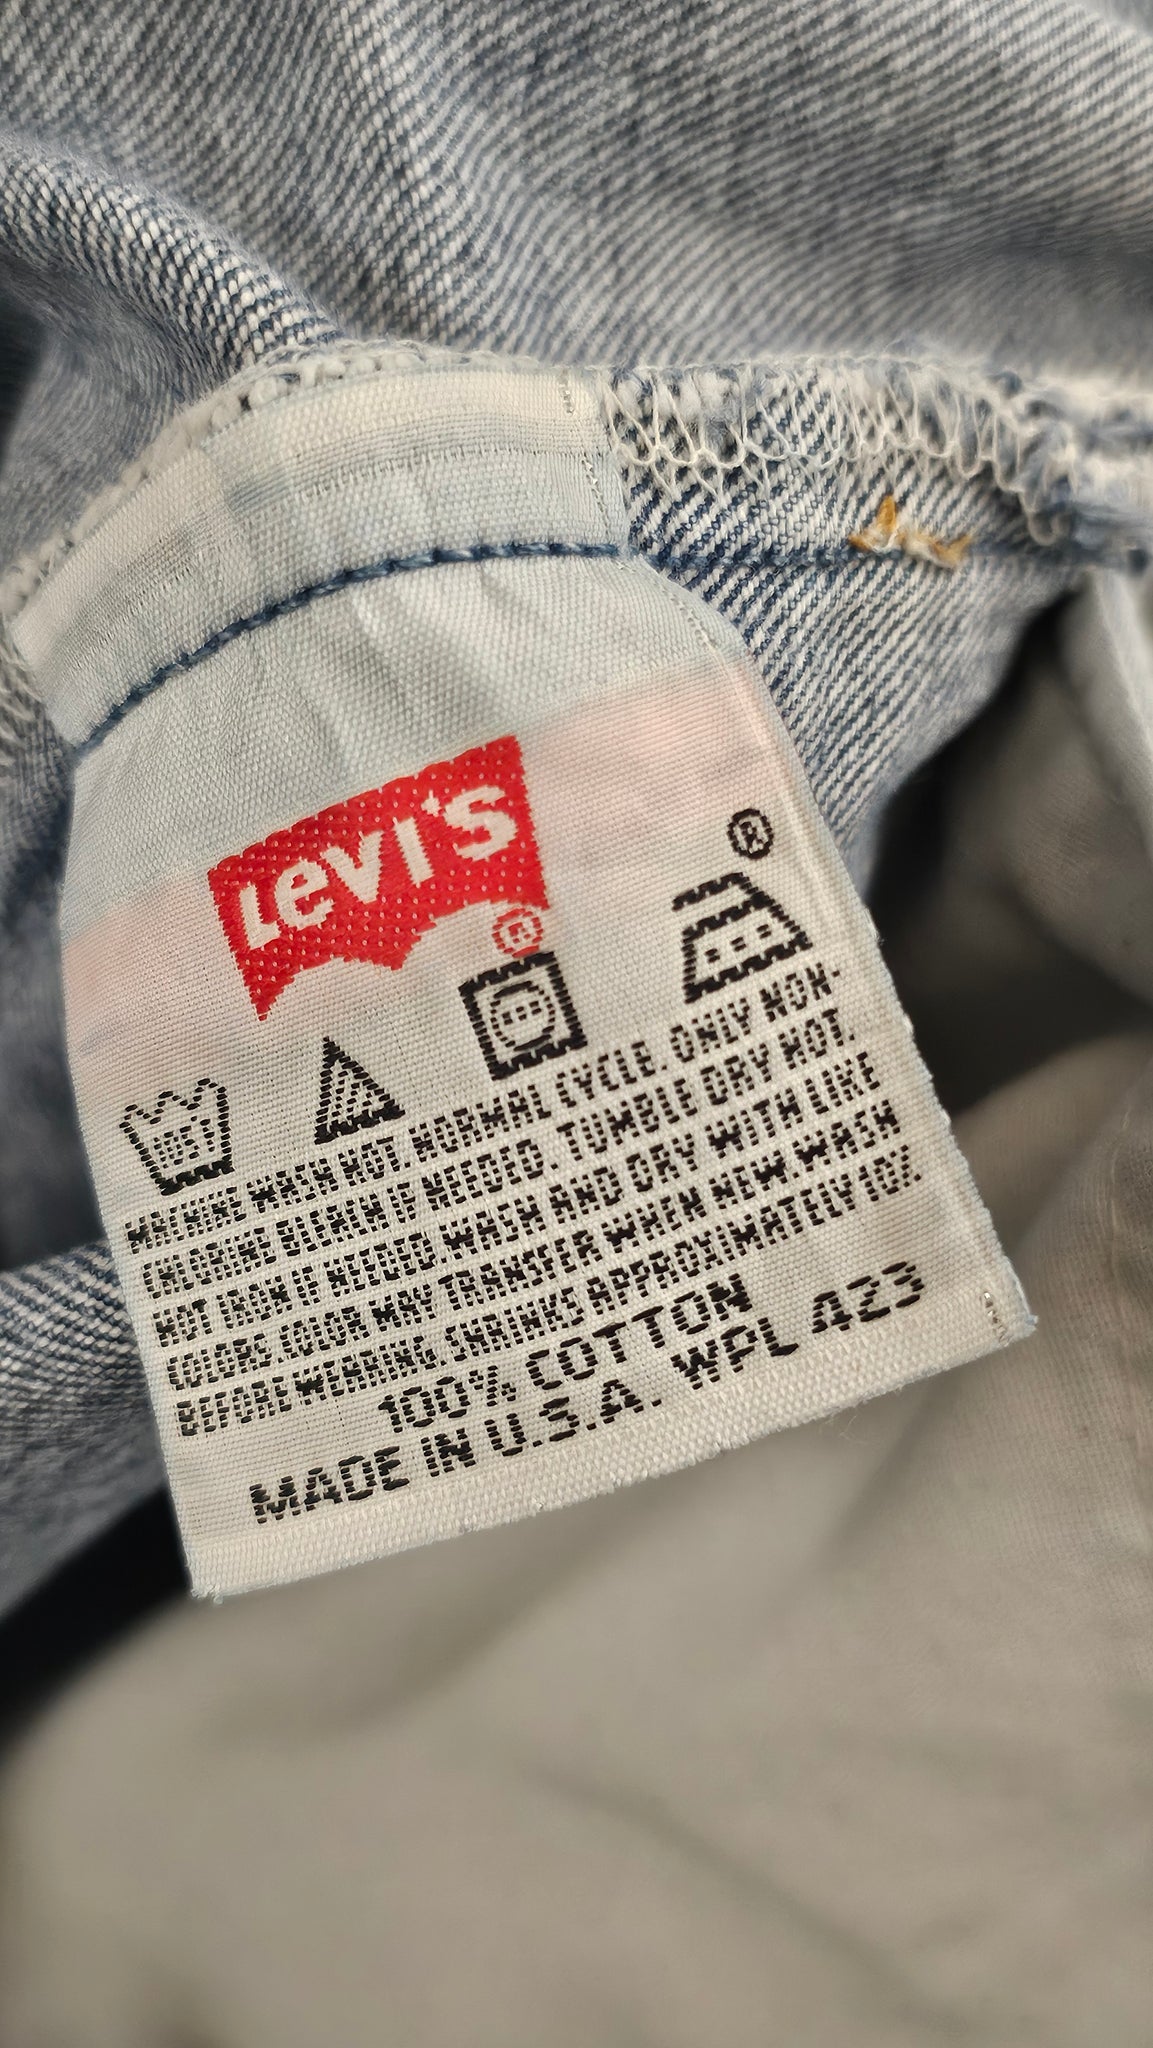 Levi's
®
®
MACHINE WASH HOT. NORMAL CYCLE. ONLY NON-
CHLORINE BLEACH IF NEEDED. TUMBLE DRY HOT.
HOT IRON IF NEEDED. WASH AND DRY WITH LIKE
COLORS. COLOR MAY TRANSFER WHEN NEW. WASH
BEFORE WEARING. SHRINKS APPROXIMATELY 10%.
100% COTTON
MADE IN U.S.A. WPL 423